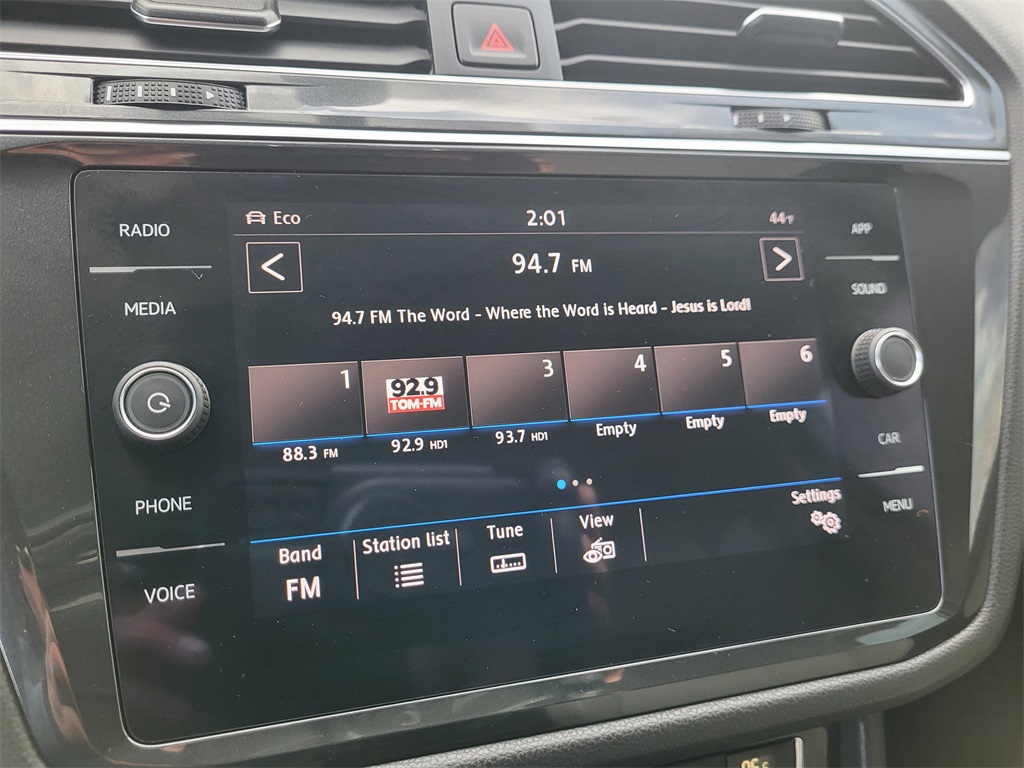 RADIO
MEDIA
PHONE
VOICE
Eco
2:01
44°F
94.7 FM
94.7 FM The Word - Where the Word is Heard - Jesus is Lord!
1
92.9
TOM-FM
3
4
5
6
88.3 FM
92.9 HD1
93.7 HD1
Empty
Empty
Empty
Band
FM
Station list
Tune
View
Settings
APP
SOUND
CAR
MENU